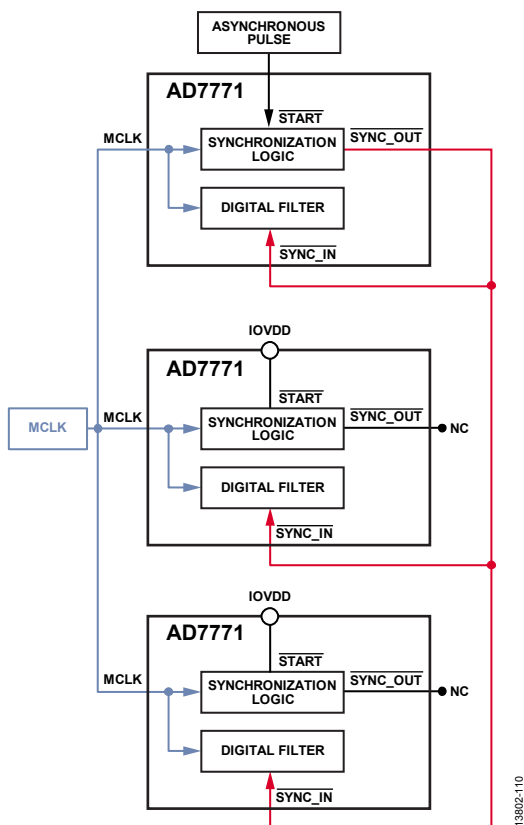 ASYNCHRONOUS
PULSE
AD7771
START
MCLK
SYNCHRONIZATION
LOGIC
SYNC_OUT
DIGITAL FILTER
SYNC_IN
IOVDD
AD7771
START
MCLK
MCLK
SYNCHRONIZATION
LOGIC
SYNC_OUT
NC
DIGITAL FILTER
SYNC_IN
IOVDD
AD7771
START
MCLK
SYNCHRONIZATION
LOGIC
SYNC_OUT
NC
DIGITAL FILTER
SYNC_IN
13802-110